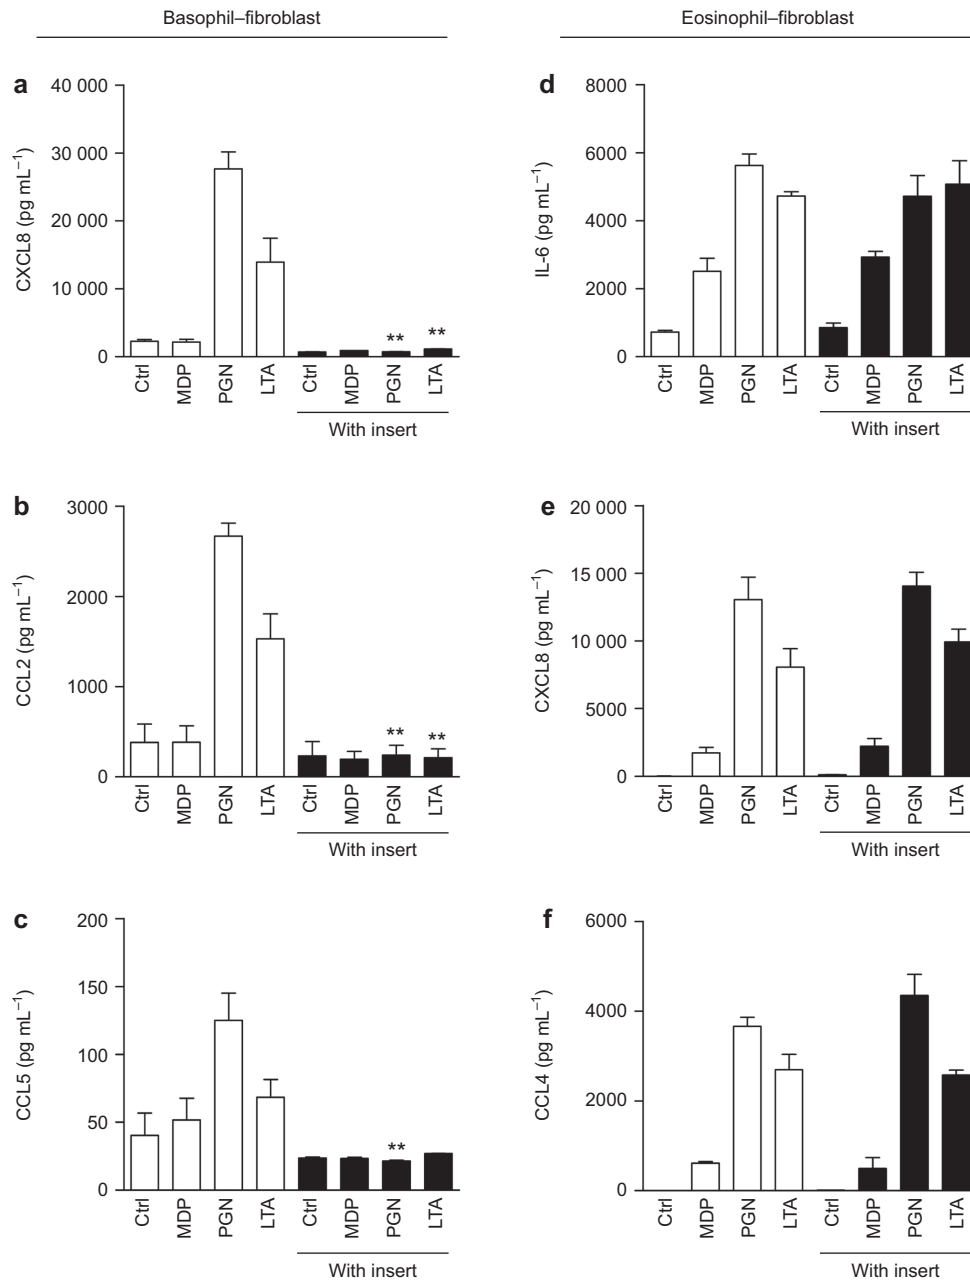 Basophil–fibroblast
Eosinophil–fibroblast
a
CXCL8 (pg mL⁻¹)
40 000
30 000
20 000
10 000
0
** **
Ctrl MDP PGN LTA Ctrl MDP PGN LTA
With insert
d
IL-6 (pg mL⁻¹)
8000
6000
4000
2000
0
Ctrl MDP PGN LTA Ctrl MDP PGN LTA
With insert
b
CCL2 (pg mL⁻¹)
3000
2000
1000
0
** **
Ctrl MDP PGN LTA Ctrl MDP PGN LTA
With insert
e
CXCL8 (pg mL⁻¹)
20 000
15 000
10 000
5000
0
Ctrl MDP PGN LTA Ctrl MDP PGN LTA
With insert
c
CCL5 (pg mL⁻¹)
200
150
100
50
0
**
Ctrl MDP PGN LTA Ctrl MDP PGN LTA
With insert
f
CCL4 (pg mL⁻¹)
6000
4000
2000
0
Ctrl MDP PGN LTA Ctrl MDP PGN LTA
With insert